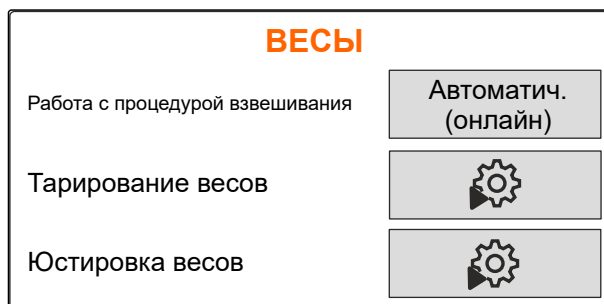 ВЕСЫ
Работа с процедурой взвешивания
Автоматич.
(онлайн)
Тарирование весов
Юстировка весов